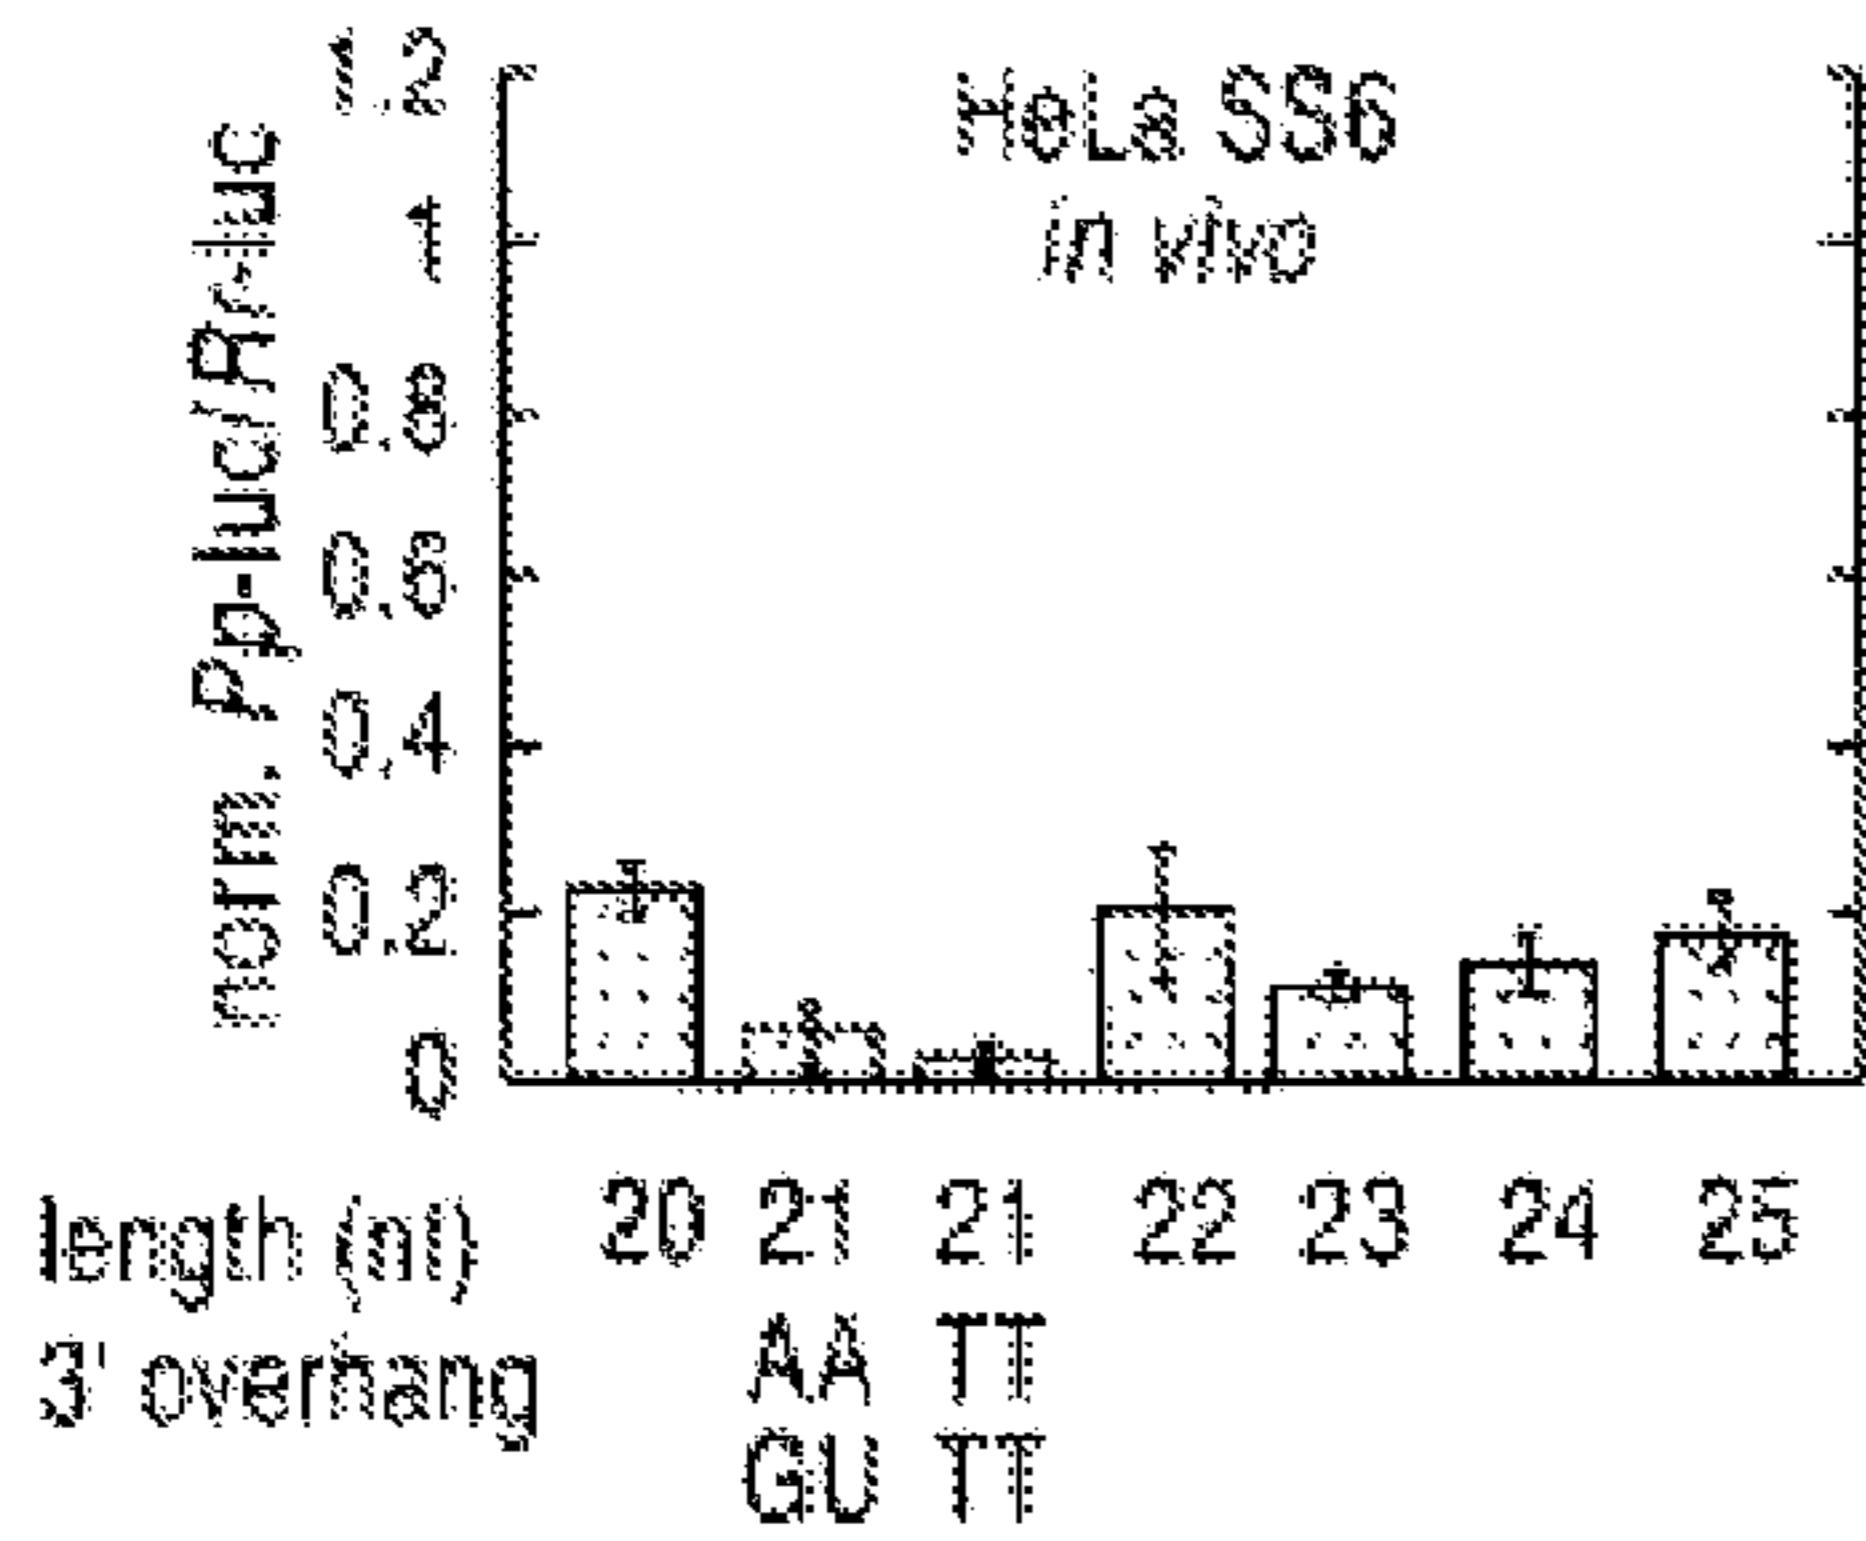 HeLa SS6
in vivo
norm. Pp-luc/Rr-luc
1.2
1
0.8
0.6
0.4
0.2
0
length (nt) 20 21 21 22 23 24 25
3' overhang AA TT
GU TT